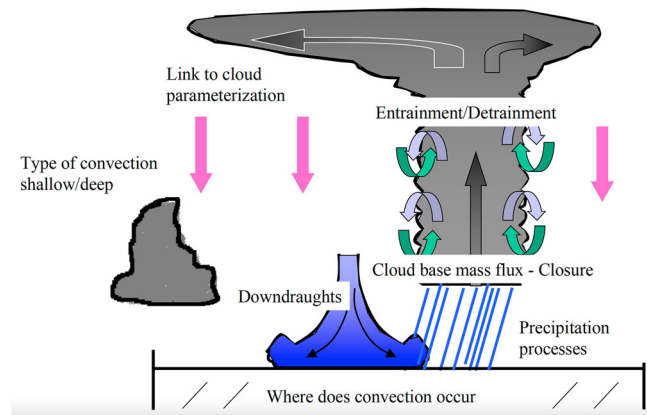 Link to cloud
parameterization
Entrainment/Detrainment
Type of convection
shallow/deep
Cloud base mass flux - Closure
Downdraughts
Precipitation
processes
Where does convection occur